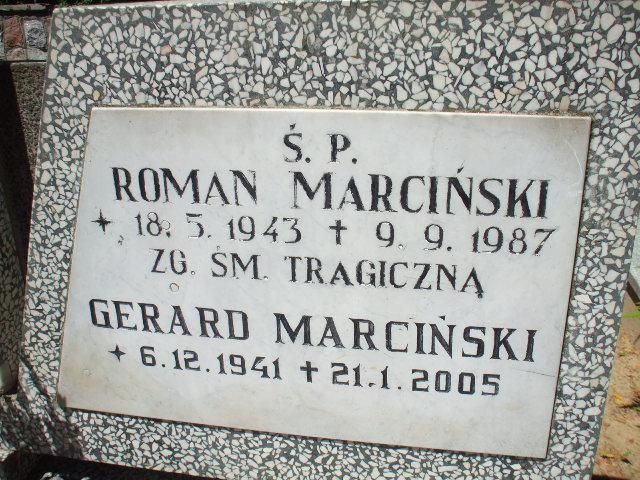 Ś. P.
ROMAN MARCIŃSKI
✦ 18.5.1943 ✝ 9.9.1987
ZG. ŚM. TRAGICZNĄ
GERARD MARCIŃSKI
✦ 6.12.1941 ✝ 21.1.2005